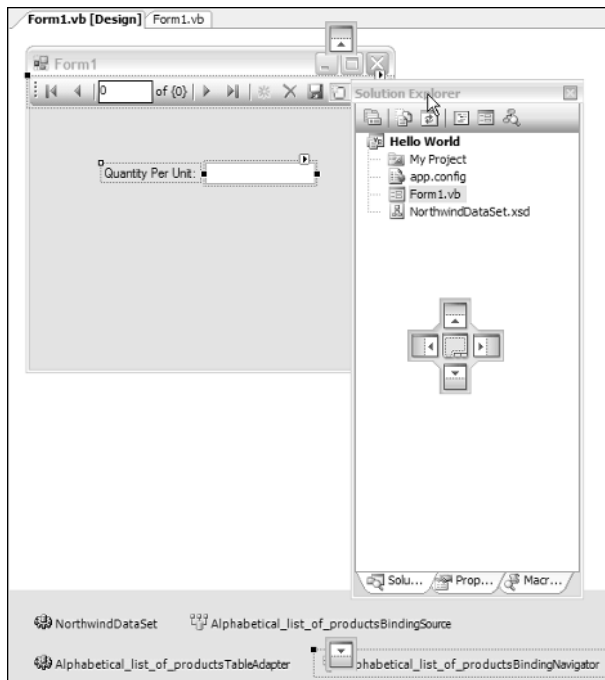 Form1.vb [Design] Form1.vb
Form1
0 of {0}
Solution Explorer
Hello World
My Project
app.config
Form1.vb
NorthwindDataSet.xsd
Quantity Per Unit:
Solu... Prop... Macr...
NorthwindDataSet Alphabetical_list_of_productsBindingSource
Alphabetical_list_of_productsTableAdapter phabetical_list_of_productsBindingNavigator